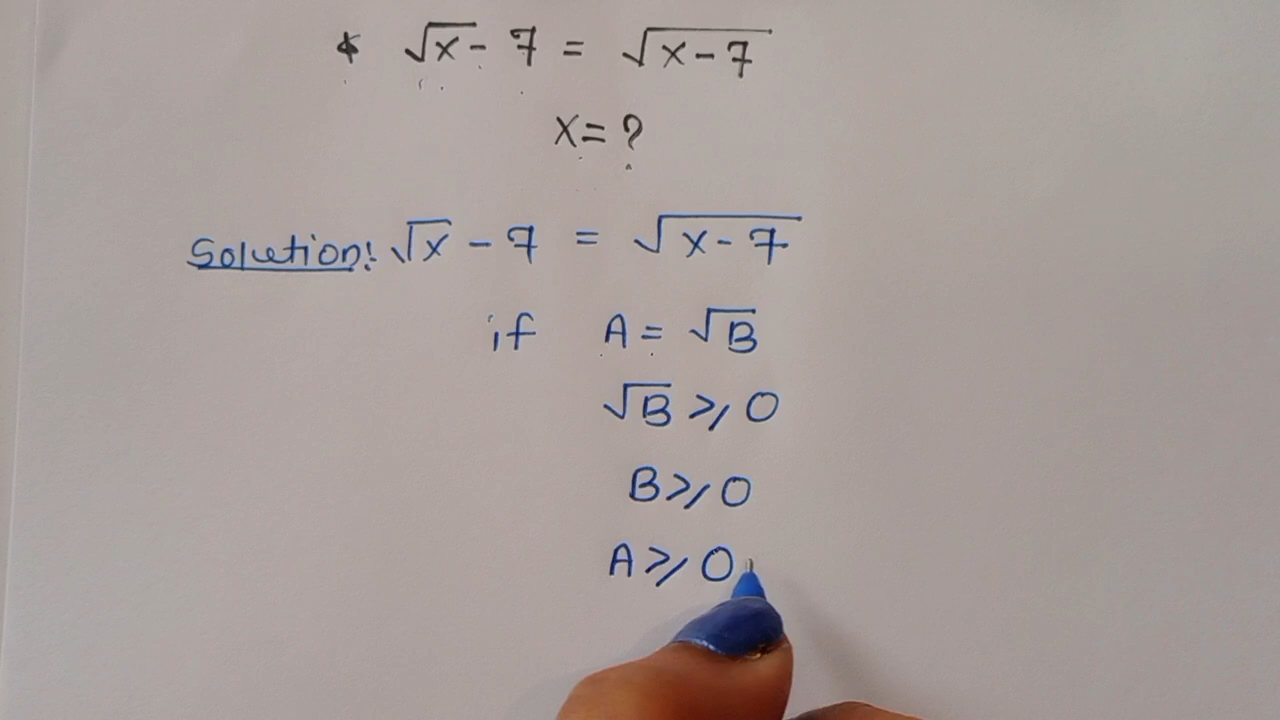 * √x - 7 = √(x-7)
x = ?
Solution: √x - 7 = √(x-7)
if A = √B
√B ≥ 0
B ≥ 0
A ≥ 0